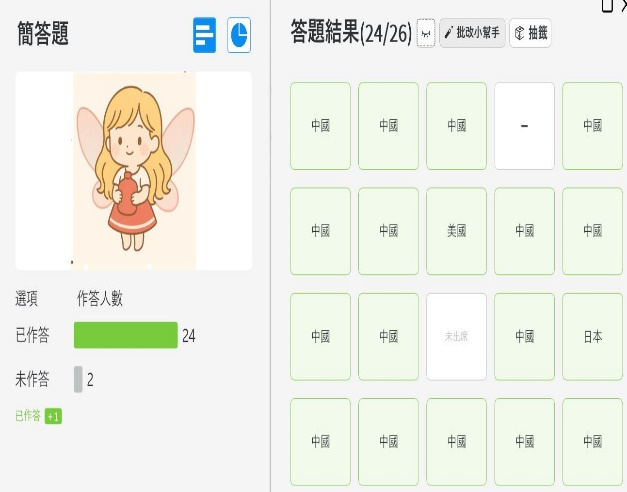 簡答題
選項 作答人數
已作答 24
未作答 2
已作答 +1
答題結果(24/26) 批改小幫手 抽籤
中國 中國 中國 – 中國
中國 中國 美國 中國 中國
中國 中國 未出席 中國 日本
中國 中國 中國 中國 中國